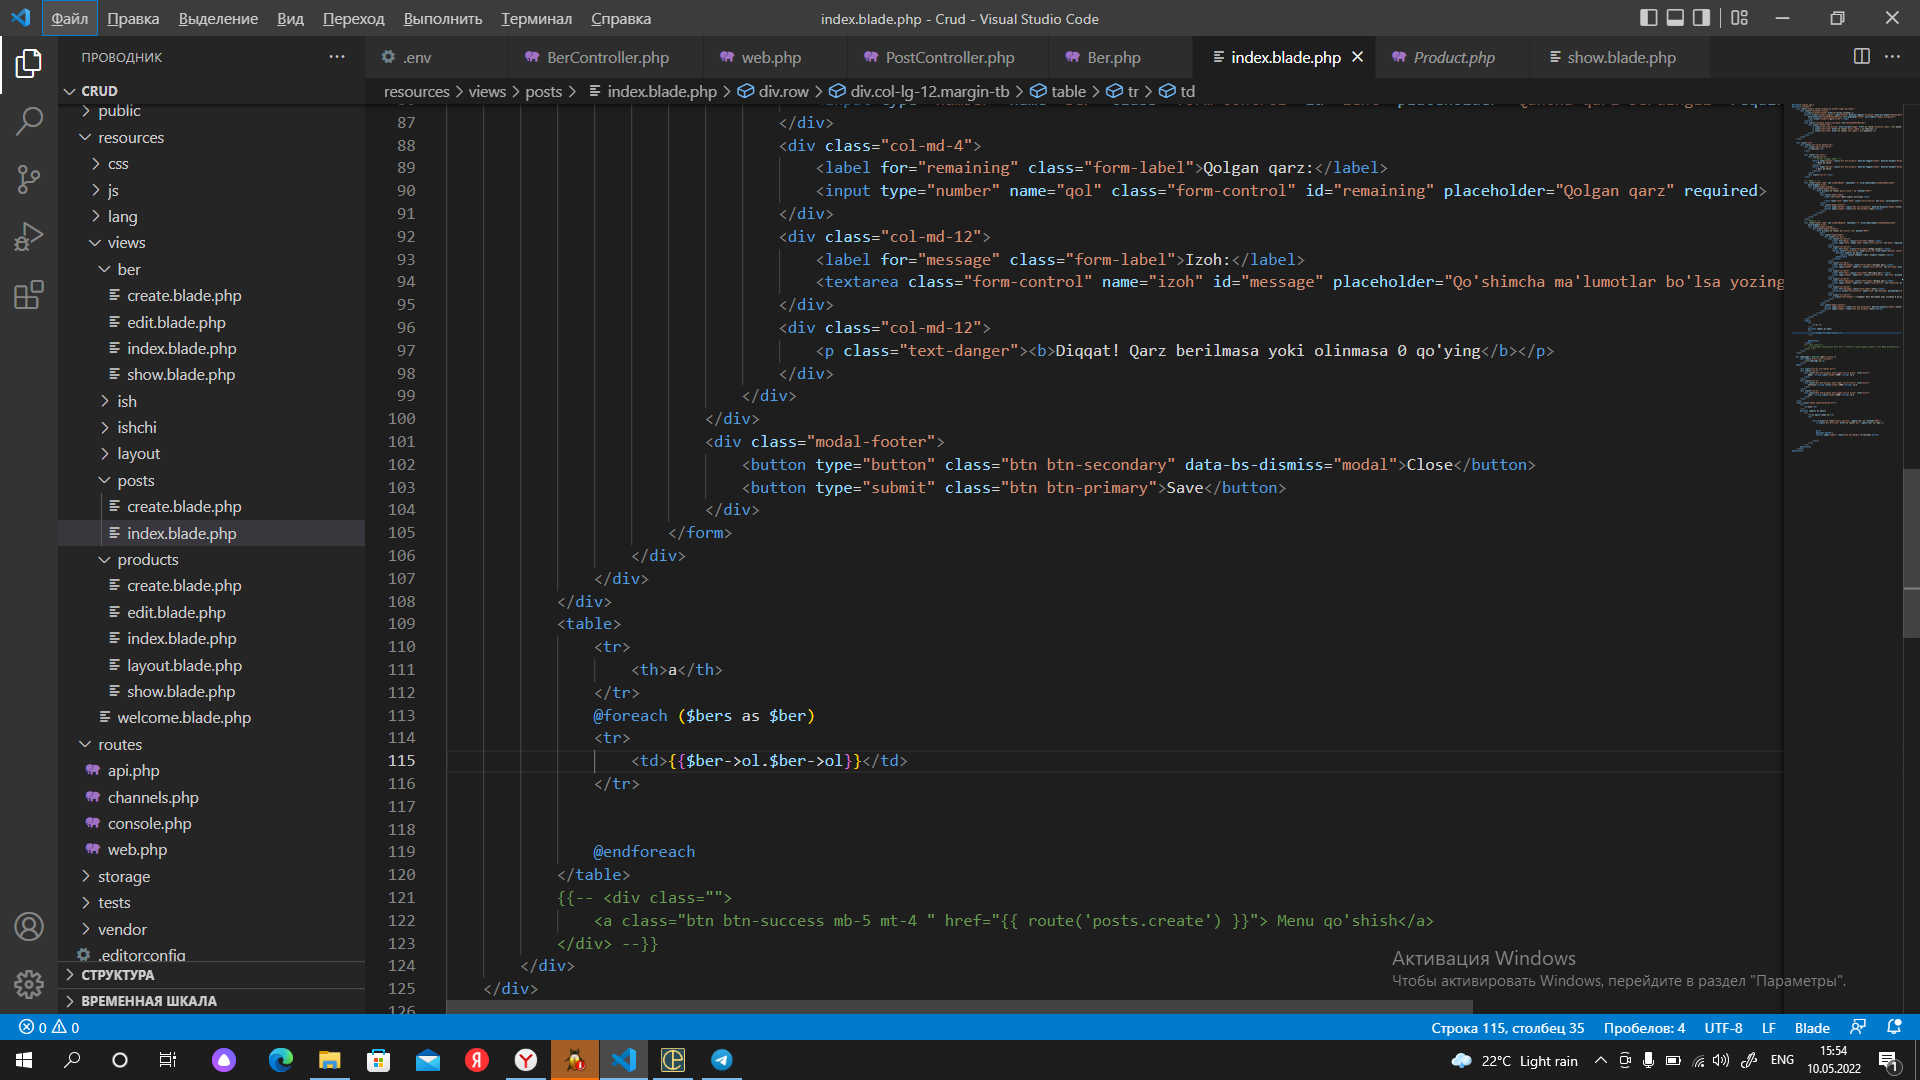 Файл Правка Выделение Вид Переход Выполнить Терминал Справка
index.blade.php - Crud - Visual Studio Code
ПРОВОДНИК
.env BerController.php web.php PostController.php Ber.php index.blade.php Product.php show.blade.php
resources > views > posts > index.blade.php > div.row > div.col-lg-12.margin-tb > table > tr > td
CRUD
public
resources
css
js
lang
views
ber
create.blade.php
edit.blade.php
index.blade.php
show.blade.php
ish
ishchi
layout
posts
create.blade.php
index.blade.php
products
create.blade.php
edit.blade.php
index.blade.php
layout.blade.php
show.blade.php
welcome.blade.php
routes
api.php
channels.php
console.php
web.php
storage
tests
vendor
.editorconfig
СТРУКТУРА
ВРЕМЕННАЯ ШКАЛА
87 </div>
88 <div class="col-md-4">
89 <label for="remaining" class="form-label">Qolgan qarz:</label>
90 <input type="number" name="qol" class="form-control" id="remaining" placeholder="Qolgan qarz" required>
91 </div>
92 <div class="col-md-12">
93 <label for="message" class="form-label">Izoh:</label>
94 <textarea class="form-control" name="izoh" id="message" placeholder="Qo'shimcha ma'lumotlar bo'lsa yozing
95 </div>
96 <div class="col-md-12">
97 <p class="text-danger"><b>Diqqat! Qarz berilmasa yoki olinmasa 0 qo'ying</b></p>
98 </div>
99 </div>
100 </div>
101 <div class="modal-footer">
102 <button type="button" class="btn btn-secondary" data-bs-dismiss="modal">Close</button>
103 <button type="submit" class="btn btn-primary">Save</button>
104 </div>
105 </form>
106 </div>
107 </div>
108 </div>
109 <table>
110 <tr>
111 <th>a</th>
112 </tr>
113 @foreach ($bers as $ber)
114 <tr>
115 <td>{{$ber->ol.$ber->ol}}</td>
116 </tr>
117
118
119 @endforeach
120 </table>
121 {{-- <div class="">
122 <a class="btn btn-success mb-5 mt-4 " href="{{ route('posts.create') }}"> Menu qo'shish</a>
123 </div> --}}
124 </div>
125 </div>
126
Активация Windows
Чтобы активировать Windows, перейдите в раздел "Параметры".
0 0
Строка 115, столбец 35 Пробелов: 4 UTF-8 LF Blade
22°C Light rain ENG 15:54
10.05.2022
1